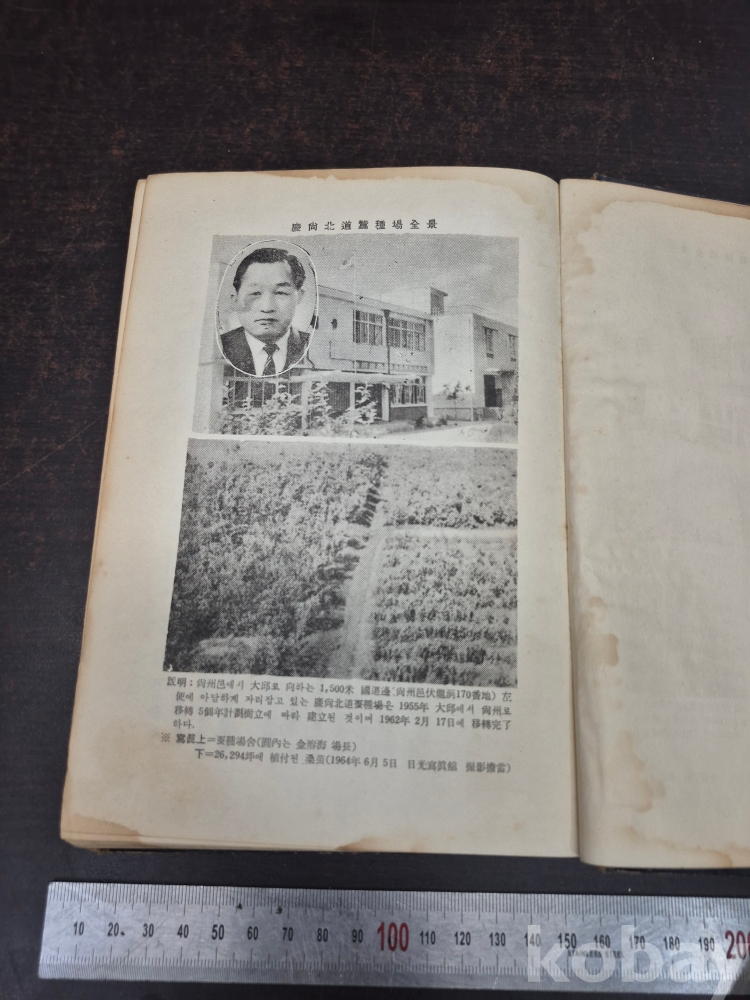 慶尙北道蠶種場全景
說明：尙州邑에서 大邱로 向하는 1,500米 國道邊(尙州邑伏龍洞170番地) 左
便에 아담하게 자리잡고 있는 慶尙北道蚕種場은 1955年 大邱에서 尙州로
移轉 5個年計劃樹立에 따라 建立된 것이며 1962年 2月 17日에 移轉完了
하다.
※ 寫眞上＝蚕種場舍(圓內는 金 海 場長)
下＝26,294坪에 植付된 桑苗(1964年 6月 5日 日光寫眞館 撮影擔當)
10 20 30 40 50 60 70 80 90 100 110 120 130 140 150 160 170 180 190 200
STAINLESS STEEL
kobay